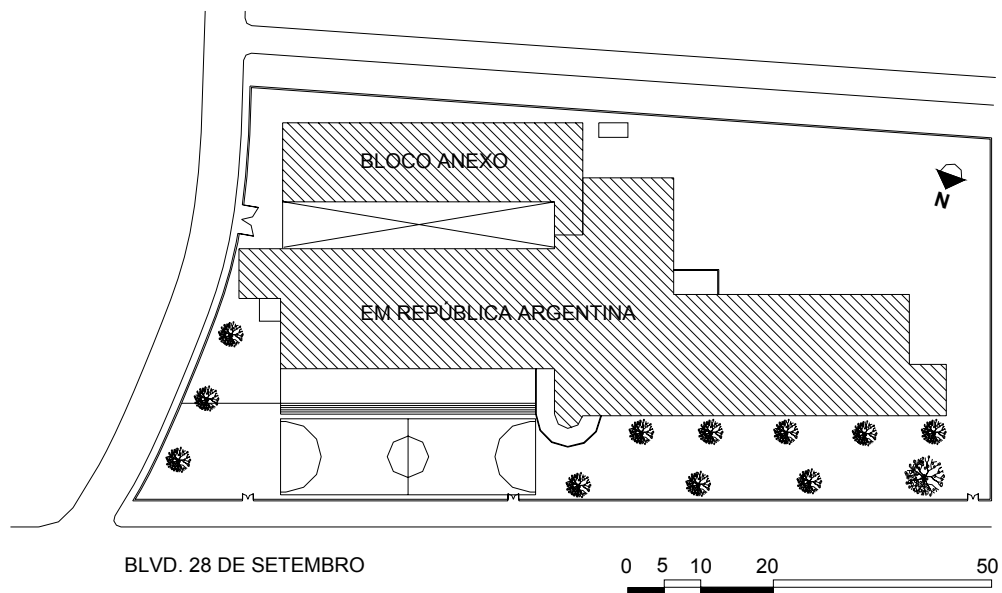 BLOCO ANEXO
N
EM REPÚBLICA ARGENTINA
BLVD. 28 DE SETEMBRO
0 5 10 20 50